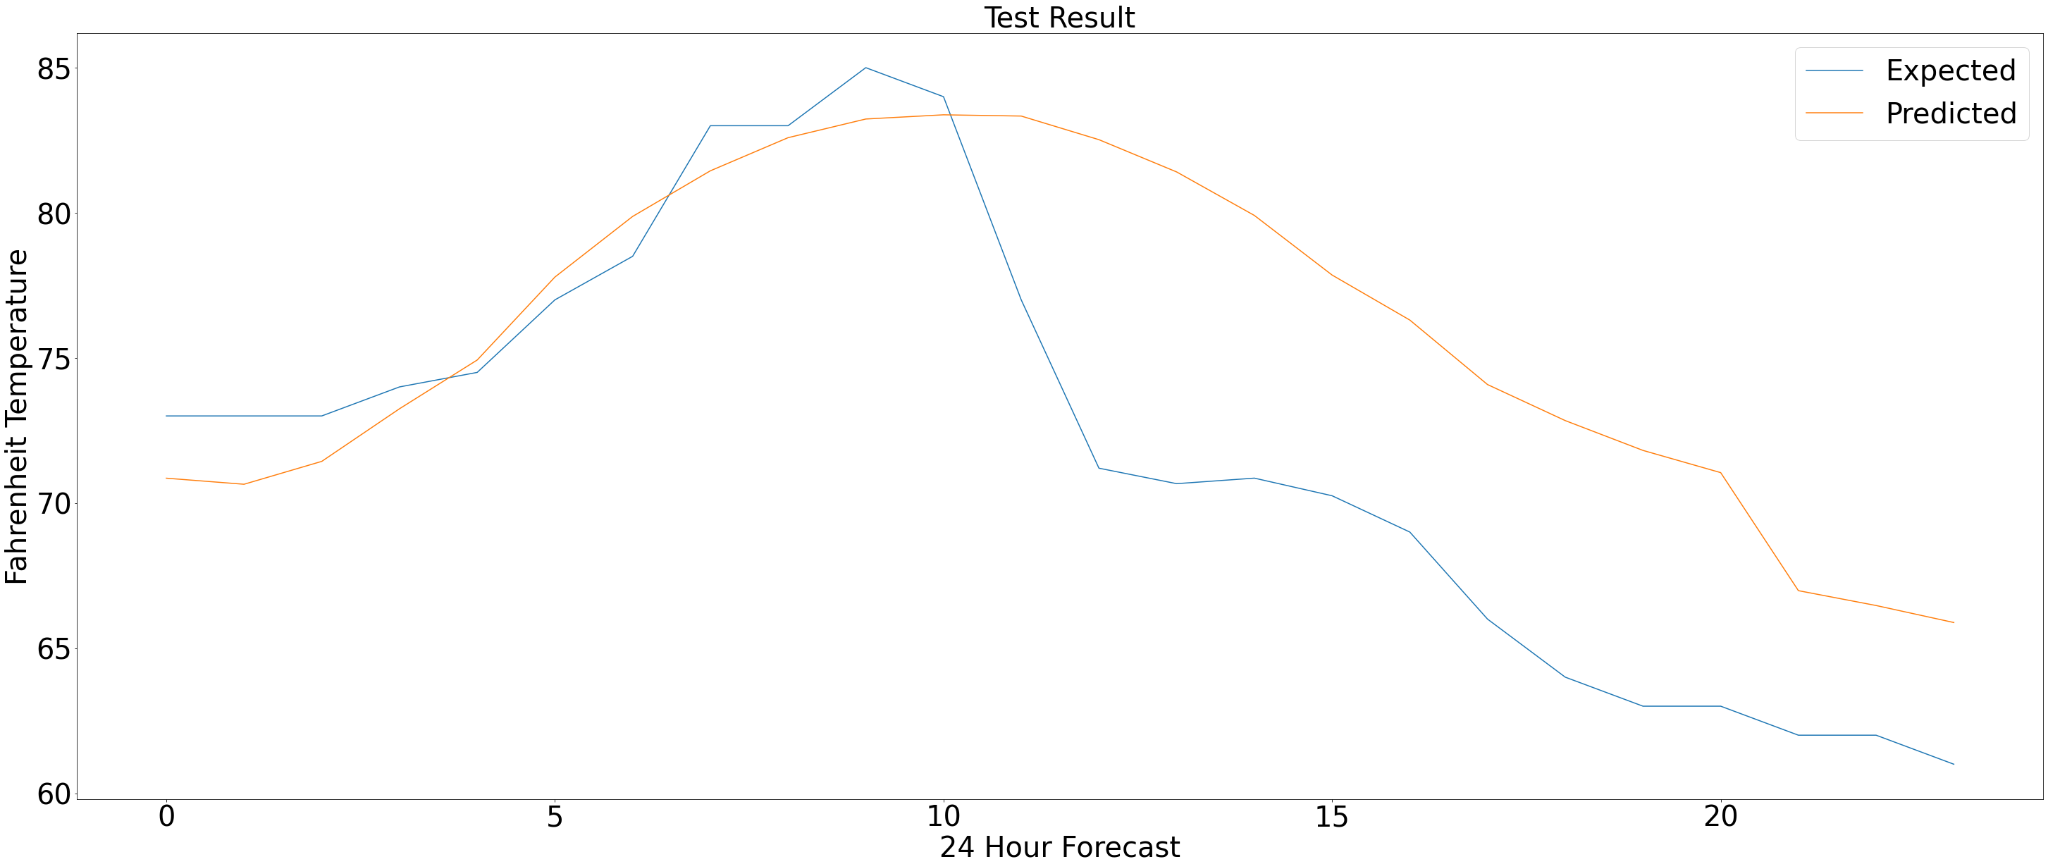 Test Result
Expected
Predicted
Fahrenheit Temperature
85
80
75
70
65
60
0 5 10 15 20
24 Hour Forecast